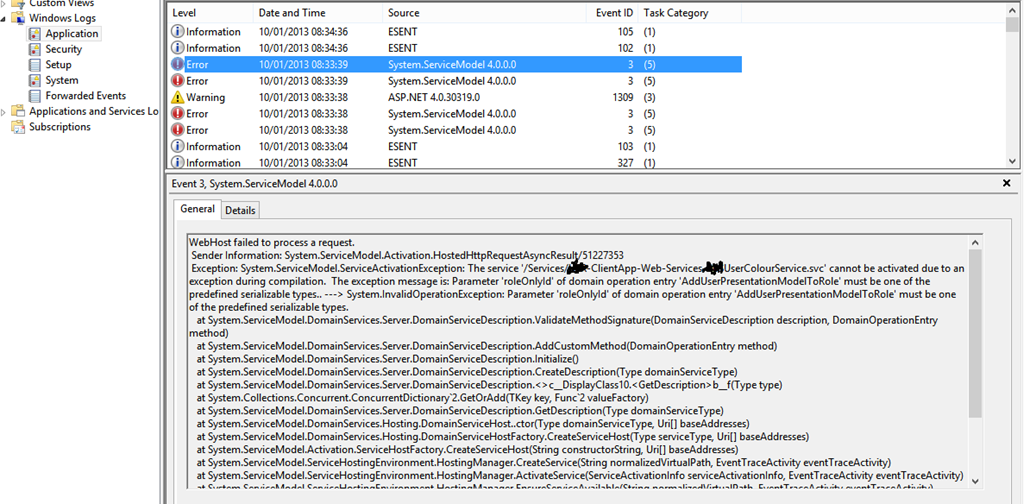 Custom Views
Windows Logs
Application
Security
Setup
System
Forwarded Events
Applications and Services Lo
Subscriptions
Level Date and Time Source Event ID Task Category
Information 10/01/2013 08:34:36 ESENT 105 (1)
Information 10/01/2013 08:34:36 ESENT 102 (1)
Error 10/01/2013 08:33:39 System.ServiceModel 4.0.0.0 3 (5)
Error 10/01/2013 08:33:39 System.ServiceModel 4.0.0.0 3 (5)
Warning 10/01/2013 08:33:38 ASP.NET 4.0.30319.0 1309 (3)
Error 10/01/2013 08:33:38 System.ServiceModel 4.0.0.0 3 (5)
Error 10/01/2013 08:33:38 System.ServiceModel 4.0.0.0 3 (5)
Information 10/01/2013 08:33:04 ESENT 103 (1)
Information 10/01/2013 08:33:04 ESENT 327 (1)
Event 3, System.ServiceModel 4.0.0.0
General Details
WebHost failed to process a request.
Sender Information: System.ServiceModel.Activation.HostedHttpRequestAsyncResult/51227353
Exception: System.ServiceModel.ServiceActivationException: The service '/Services/ -ClientApp-Web-Services- UserColourService.svc' cannot be activated due to an
exception during compilation. The exception message is: Parameter 'roleOnlyId' of domain operation entry 'AddUserPresentationModelToRole' must be one of the
predefined serializable types.. ---> System.InvalidOperationException: Parameter 'roleOnlyId' of domain operation entry 'AddUserPresentationModelToRole' must be one
of the predefined serializable types.
at System.ServiceModel.DomainServices.Server.DomainServiceDescription.ValidateMethodSignature(DomainServiceDescription description, DomainOperationEntry
method)
at System.ServiceModel.DomainServices.Server.DomainServiceDescription.AddCustomMethod(DomainOperationEntry method)
at System.ServiceModel.DomainServices.Server.DomainServiceDescription.Initialize()
at System.ServiceModel.DomainServices.Server.DomainServiceDescription.CreateDescription(Type domainServiceType)
at System.ServiceModel.DomainServices.Server.DomainServiceDescription.<>c__DisplayClass10.<GetDescription>b__f(Type type)
at System.Collections.Concurrent.ConcurrentDictionary`2.GetOrAdd(TKey key, Func`2 valueFactory)
at System.ServiceModel.DomainServices.Server.DomainServiceDescription.GetDescription(Type domainServiceType)
at System.ServiceModel.DomainServices.Hosting.DomainServiceHost..ctor(Type domainServiceType, Uri[] baseAddresses)
at System.ServiceModel.DomainServices.Hosting.DomainServiceHostFactory.CreateServiceHost(Type serviceType, Uri[] baseAddresses)
at System.ServiceModel.Activation.ServiceHostFactory.CreateServiceHost(String constructorString, Uri[] baseAddresses)
at System.ServiceModel.ServiceHostingEnvironment.HostingManager.CreateService(String normalizedVirtualPath, EventTraceActivity eventTraceActivity)
at System.ServiceModel.ServiceHostingEnvironment.HostingManager.ActivateService(ServiceActivationInfo serviceActivationInfo, EventTraceActivity eventTraceActivity)
at System.ServiceModel.ServiceHostingEnvironment.HostingManager.EnsureServiceAvailable(String normalizedVirtualPath, EventTraceActivity eventTraceActivity)